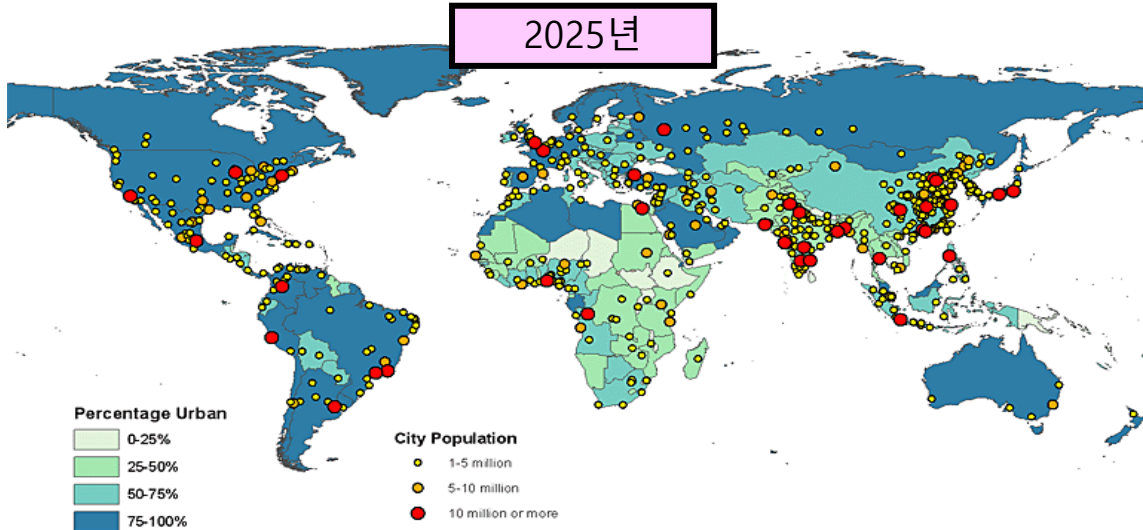 2025년
Percentage Urban
0-25%
25-50%
50-75%
75-100%
City Population
1-5 million
5-10 million
10 million or more